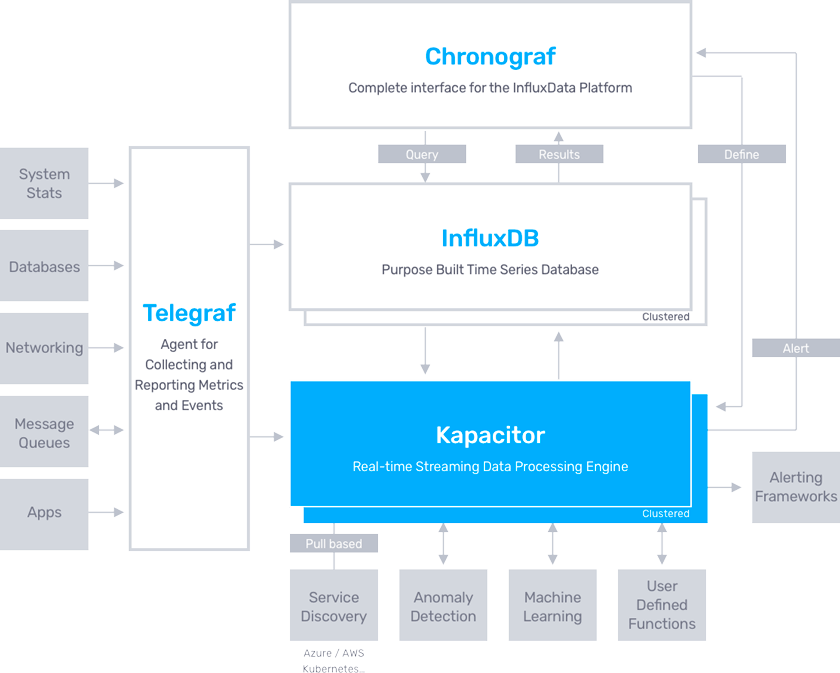 Chronograf
Complete interface for the InfluxData Platform
Query
Results
Define
System
Stats
Databases
Networking
Message
Queues
Apps
Telegraf
Agent for
Collecting and
Reporting Metrics
and Events
InfluxDB
Purpose Built Time Series Database
Clustered
Alert
Kapacitor
Real-time Streaming Data Processing Engine
Clustered
Alerting
Frameworks
Pull based
Service
Discovery
Azure / AWS
Kubernetes...
Anomaly
Detection
Machine
Learning
User
Defined
Functions